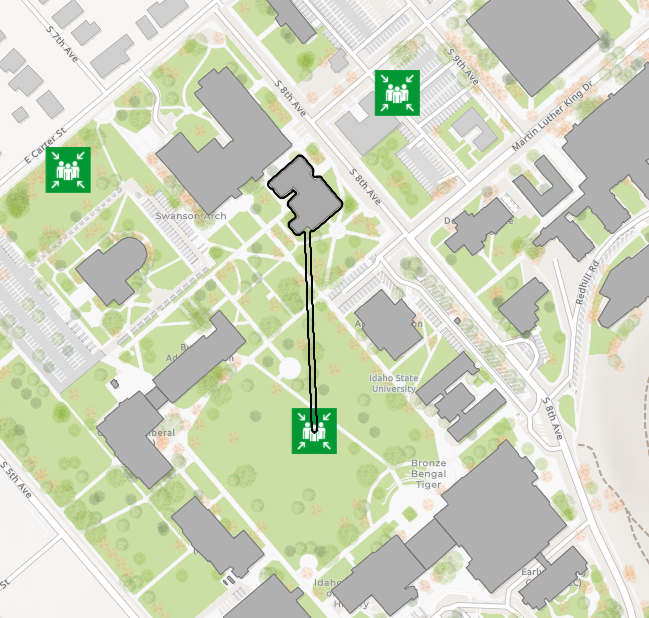 S 7th Ave
S 9th Ave
S 8th Ave
Martin Luther King Dr
E Carter St
S 8th Ave
Swanson Arch
Redhill Rd
Idaho State
University
S 8th Ave
Bronze
Bengal
Tiger
S 5th Ave
St